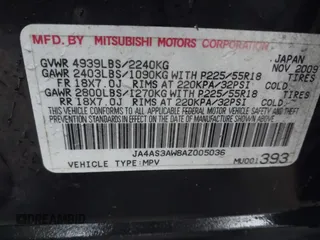 MFD BY MITSUBISHI MOTORS CORPORATION
JAPAN
GVWR 4939LBS/2240KG NOV 2009
GAWR 2403LBS/1090KG WITH P225/55R18 TIRES
FR 18X7.0J RIMS AT 220KPA/32PSI COLD
GAWR 2800LBS/1270KG WITH P225/55R18 TIRES
RR 18X7.0J RIMS AT 220KPA/32PSI COLD
THIS VEHICLE CONFORMS TO ALL APPLICABLE FEDERAL MOTOR VEHICLE SAFETY AND THEFT PREVENTION STANDARDS IN EFFECT ON THE DATE OF MANUFACTURE SHOWN ABOVE.
JA4AS3AW8AZ005036
VEHICLE TYPE:MPV
MU001393
AUTOBIDMASTER